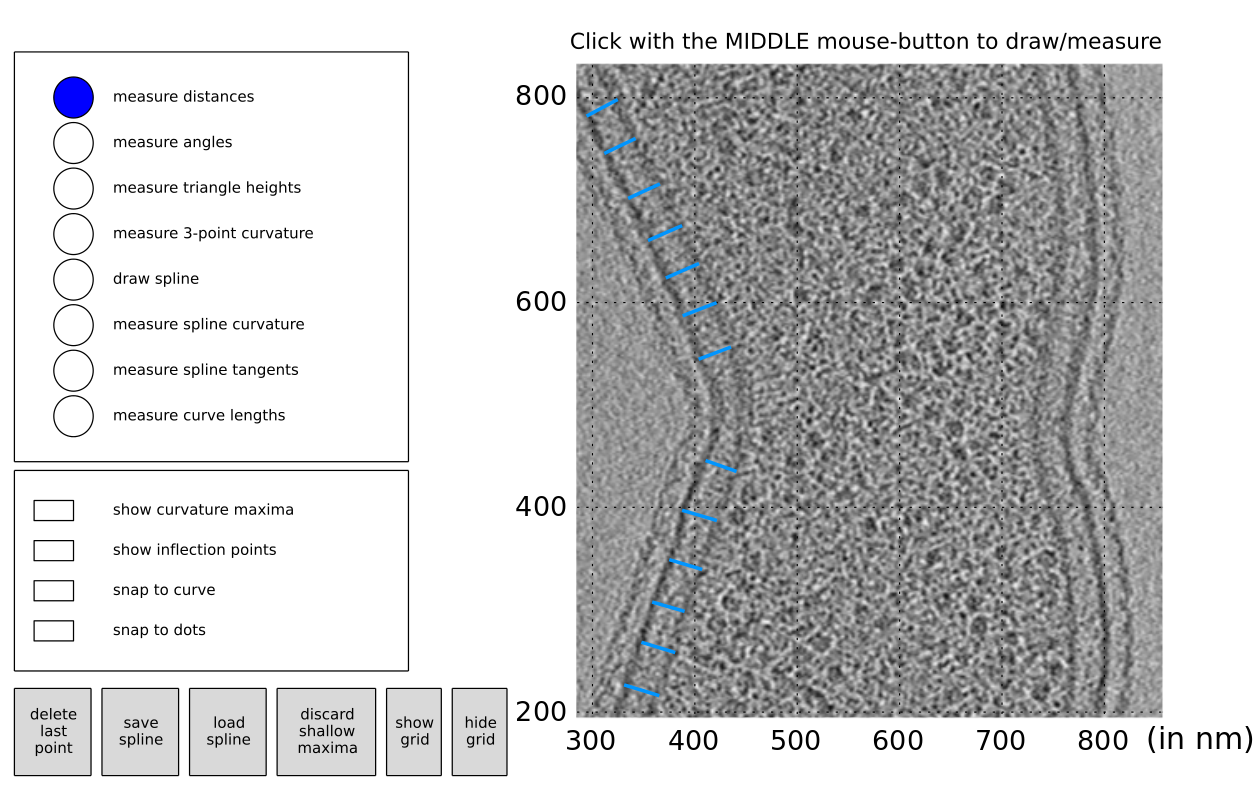 Click with the MIDDLE mouse-button to draw/measure
measure distances
measure angles
measure triangle heights
measure 3-point curvature
draw spline
measure spline curvature
measure spline tangents
measure curve lengths
show curvature maxima
show inflection points
snap to curve
snap to dots
delete
last
point
save
spline
load
spline
discard
shallow
maxima
show
grid
hide
grid
800
600
400
200
300 400 500 600 700 800 (in nm)